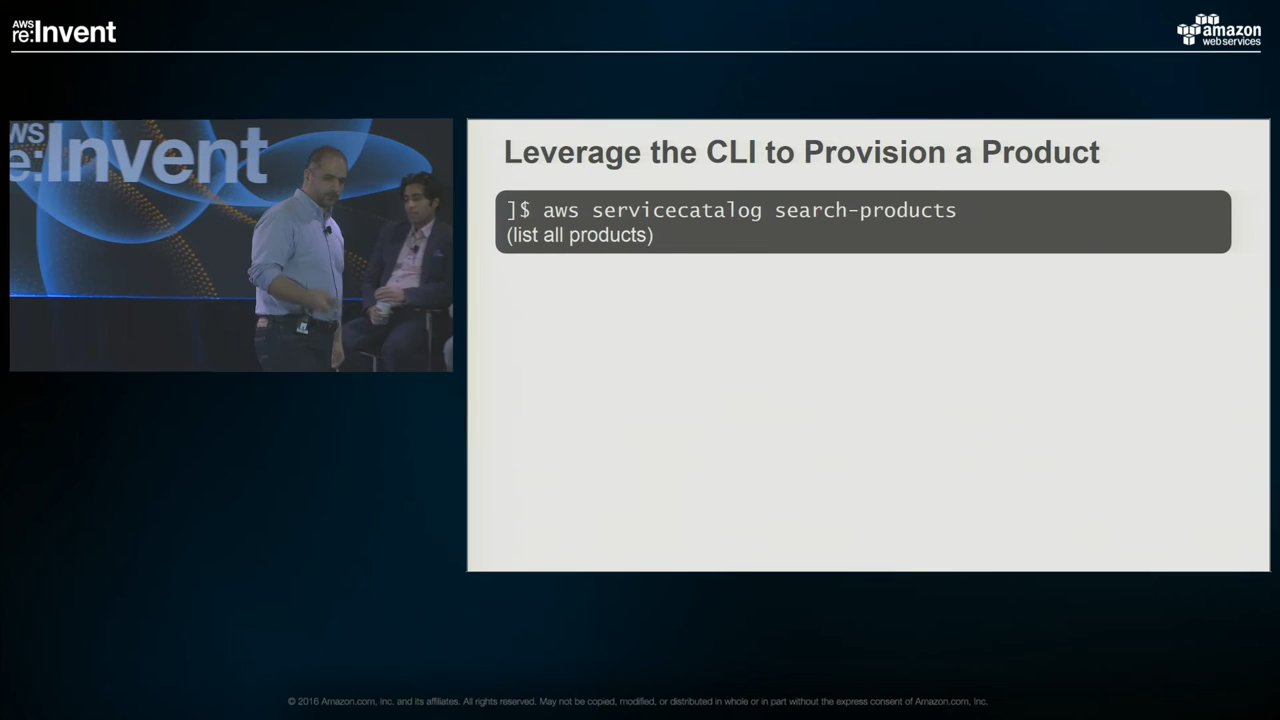 AWS
re:Invent
amazon
web services
WS
e:Invent
Leverage the CLI to Provision a Product
]$ aws servicecatalog search-products
(list all products)
© 2016 Amazon.com, Inc. and its affiliates. All rights reserved. May not be copied, modified, or distributed in whole or in part without the express consent of Amazon.com, Inc.